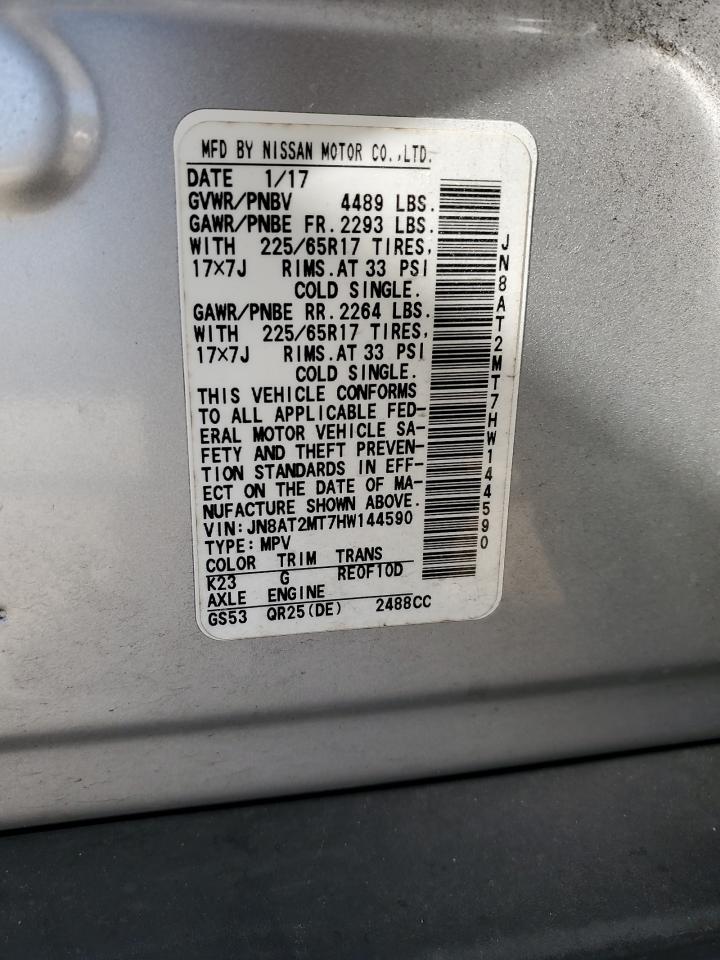 MFD BY NISSAN MOTOR CO.,LTD.
DATE 1/17
GVWR/PNBV 4489 LBS.
GAWR/PNBE FR. 2293 LBS.
WITH 225/65R17 TIRES,
17×7J RIMS. AT 33 PSI
COLD SINGLE.
GAWR/PNBE RR. 2264 LBS.
WITH 225/65R17 TIRES,
17×7J RIMS. AT 33 PSI
COLD SINGLE.
THIS VEHICLE CONFORMS
TO ALL APPLICABLE FED-
ERAL MOTOR VEHICLE SA-
FETY AND THEFT PREVEN-
TION STANDARDS IN EFF-
ECT ON THE DATE OF MA-
NUFACTURE SHOWN ABOVE.
VIN:JN8AT2MT7HW144590
TYPE:MPV
COLOR TRIM TRANS
K23 G RE0F10D
AXLE ENGINE
GS53 QR25(DE) 2488CC
JN8AT2MT7HW144590